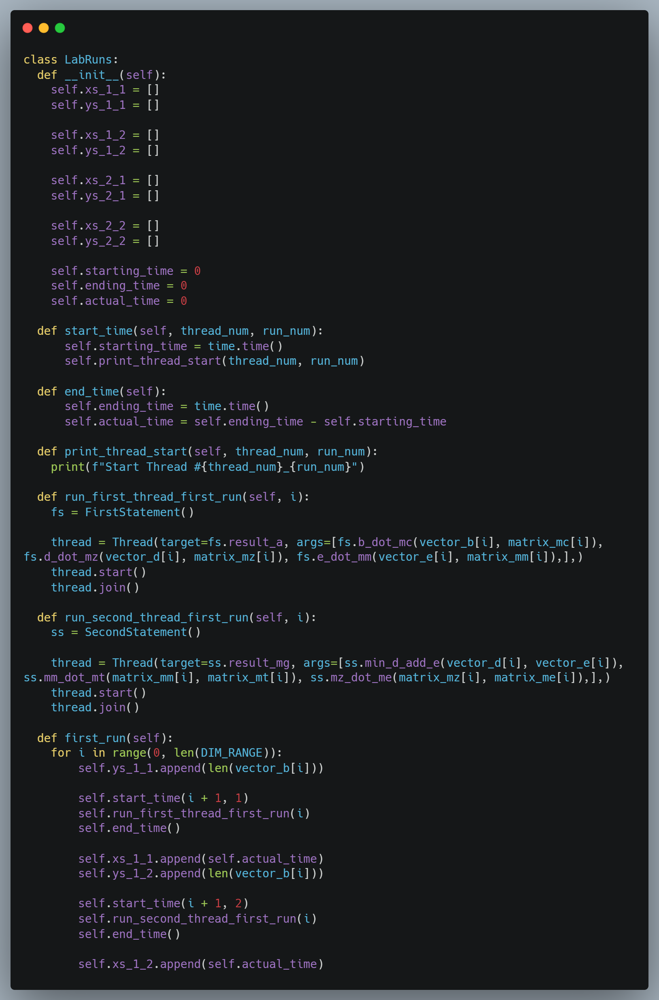 class LabRuns:
  def __init__(self):
    self.xs_1_1 = []
    self.ys_1_1 = []

    self.xs_1_2 = []
    self.ys_1_2 = []

    self.xs_2_1 = []
    self.ys_2_1 = []

    self.xs_2_2 = []
    self.ys_2_2 = []

    self.starting_time = 0
    self.ending_time = 0
    self.actual_time = 0

  def start_time(self, thread_num, run_num):
      self.starting_time = time.time()
      self.print_thread_start(thread_num, run_num)

  def end_time(self):
      self.ending_time = time.time()
      self.actual_time = self.ending_time - self.starting_time

  def print_thread_start(self, thread_num, run_num):
    print(f"Start Thread #{thread_num}_{run_num}")

  def run_first_thread_first_run(self, i):
    fs = FirstStatement()

    thread = Thread(target=fs.result_a, args=[fs.b_dot_mc(vector_b[i], matrix_mc[i]),
fs.d_dot_mz(vector_d[i], matrix_mz[i]), fs.e_dot_mm(vector_e[i], matrix_mm[i]),],)
    thread.start()
    thread.join()

  def run_second_thread_first_run(self, i):
    ss = SecondStatement()

    thread = Thread(target=ss.result_mg, args=[ss.min_d_add_e(vector_d[i], vector_e[i]),
ss.mm_dot_mt(matrix_mm[i], matrix_mt[i]), ss.mz_dot_me(matrix_mz[i], matrix_me[i]),],)
    thread.start()
    thread.join()

  def first_run(self):
    for i in range(0, len(DIM_RANGE)):
        self.ys_1_1.append(len(vector_b[i]))

        self.start_time(i + 1, 1)
        self.run_first_thread_first_run(i)
        self.end_time()

        self.xs_1_1.append(self.actual_time)
        self.ys_1_2.append(len(vector_b[i]))

        self.start_time(i + 1, 2)
        self.run_second_thread_first_run(i)
        self.end_time()

        self.xs_1_2.append(self.actual_time)